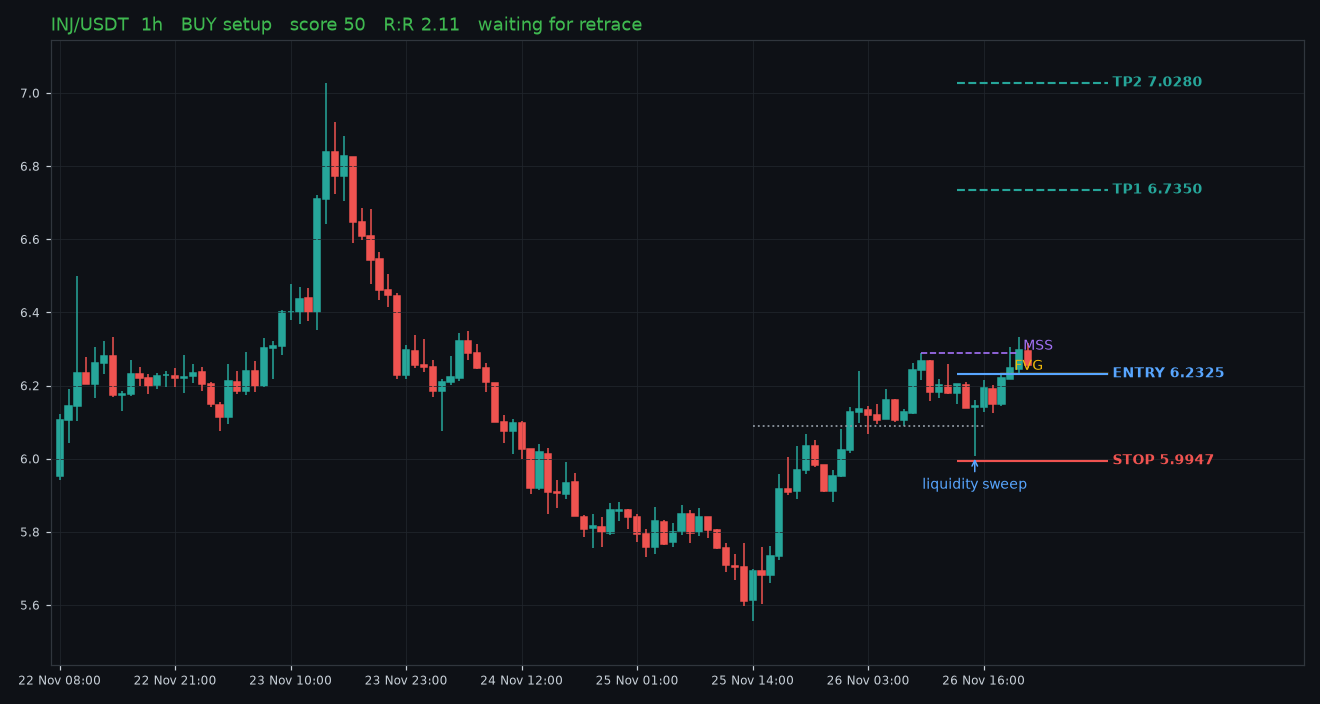 INJ/USDT 1h BUY setup score 50 R:R 2.11 waiting for retrace
TP2 7.0280
7.0
6.8
TP1 6.7350
6.6
6.4
MSS
FVG
ENTRY 6.2325
6.2
6.0
STOP 5.9947
liquidity sweep
5.8
5.6
22 Nov 08:00 22 Nov 21:00 23 Nov 10:00 23 Nov 23:00 24 Nov 12:00 25 Nov 01:00 25 Nov 14:00 26 Nov 03:00 26 Nov 16:00